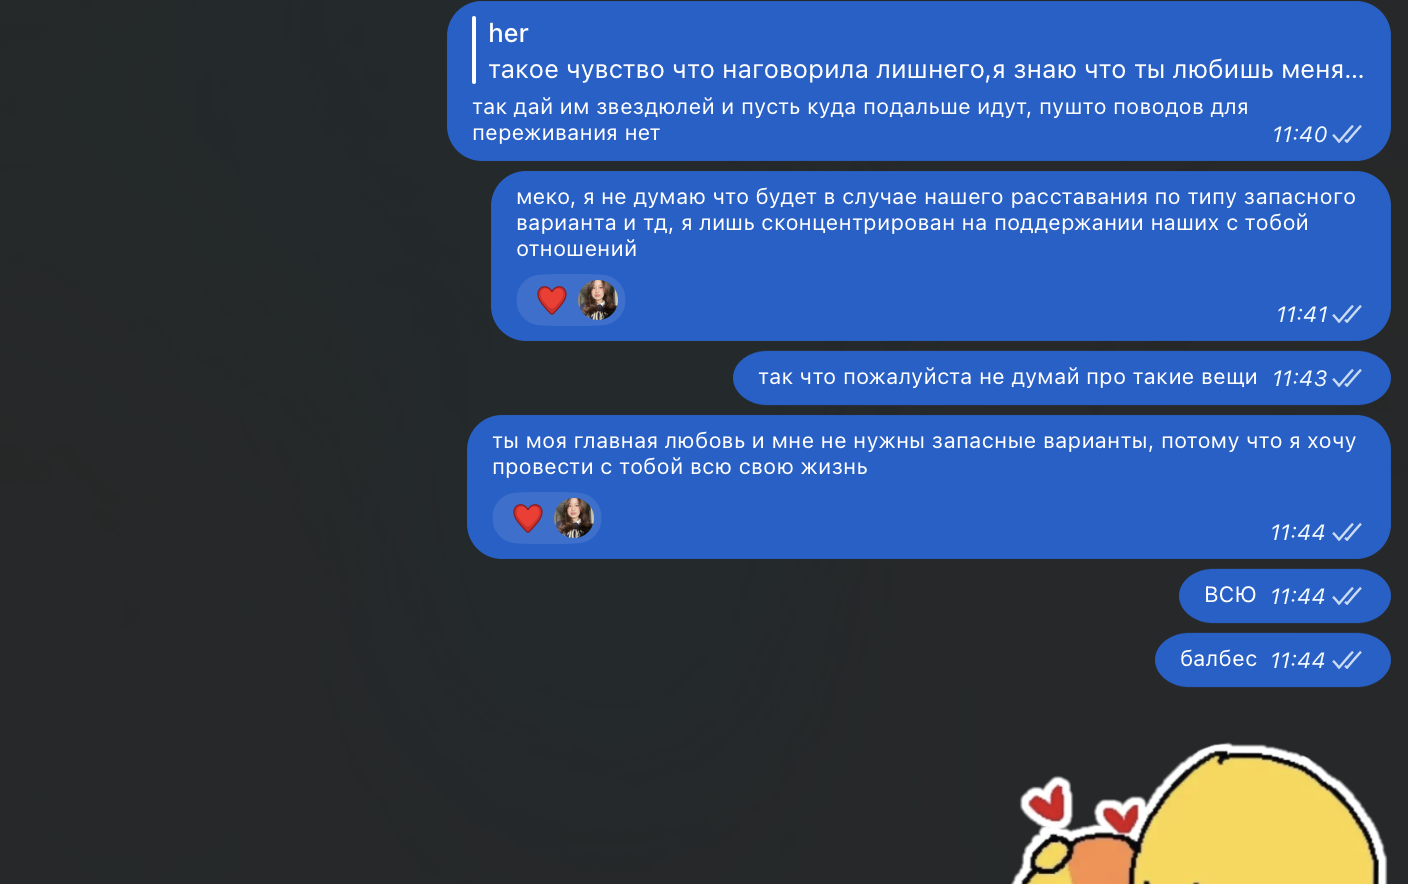 her
такое чувство что наговорила лишнего,я знаю что ты любишь меня...
так дай им звездюлей и пусть куда подальше идут, пушто поводов для
переживания нет
11:40
меко, я не думаю что будет в случае нашего расставания по типу запасного
варианта и тд, я лишь сконцентрирован на поддержании наших с тобой
отношений
11:41
так что пожалуйста не думай про такие вещи 11:43
ты моя главная любовь и мне не нужны запасные варианты, потому что я хочу
провести с тобой всю свою жизнь
11:44
ВСЮ 11:44
балбес 11:44